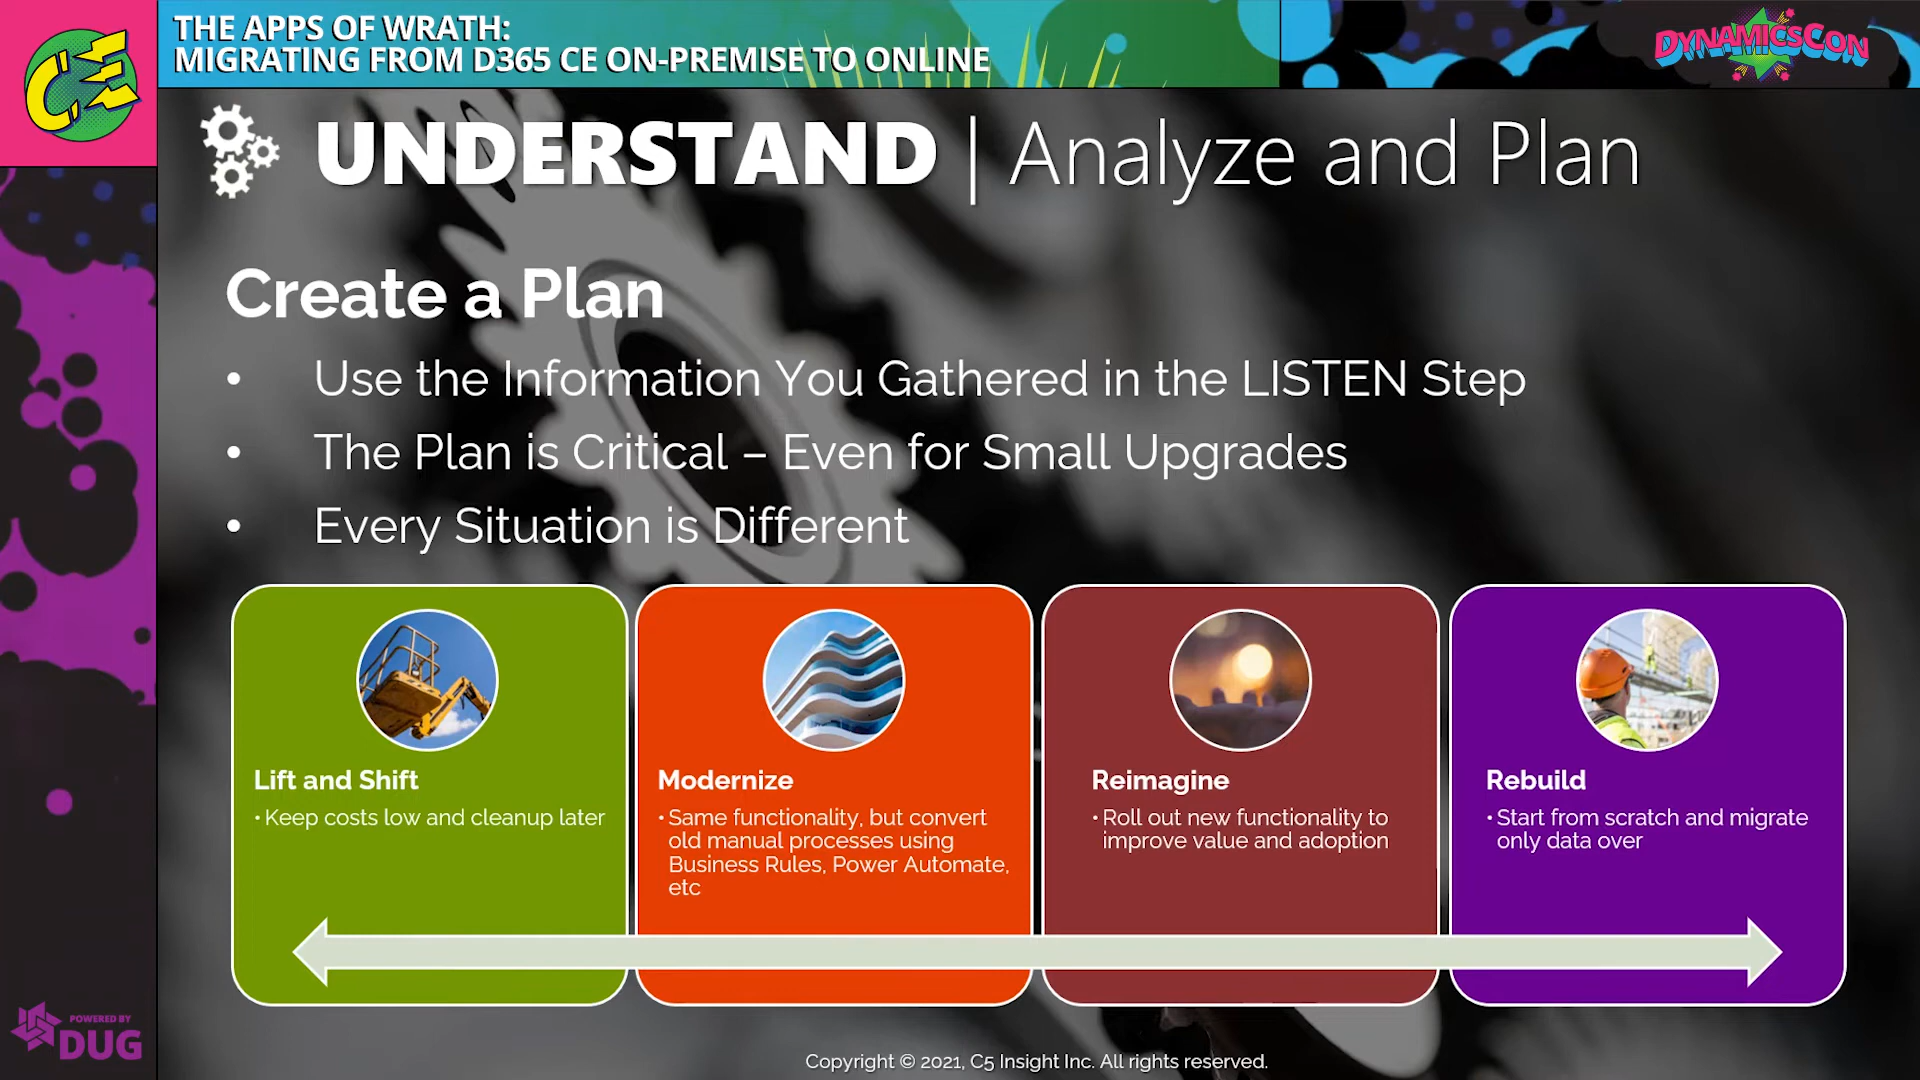 THE APPS OF WRATH:
MIGRATING FROM D365 CE ON-PREMISE TO ONLINE
CE
DYNAMICSCON
UNDERSTAND | Analyze and Plan
Create a Plan
• Use the Information You Gathered in the LISTEN Step
• The Plan is Critical – Even for Small Upgrades
• Every Situation is Different
Lift and Shift
• Keep costs low and cleanup later
Modernize
• Same functionality, but convert
old manual processes using
Business Rules, Power Automate,
etc
Reimagine
• Roll out new functionality to
improve value and adoption
Rebuild
• Start from scratch and migrate
only data over
POWERED BY
DUG
Copyright © 2021, C5 Insight Inc. All rights reserved.